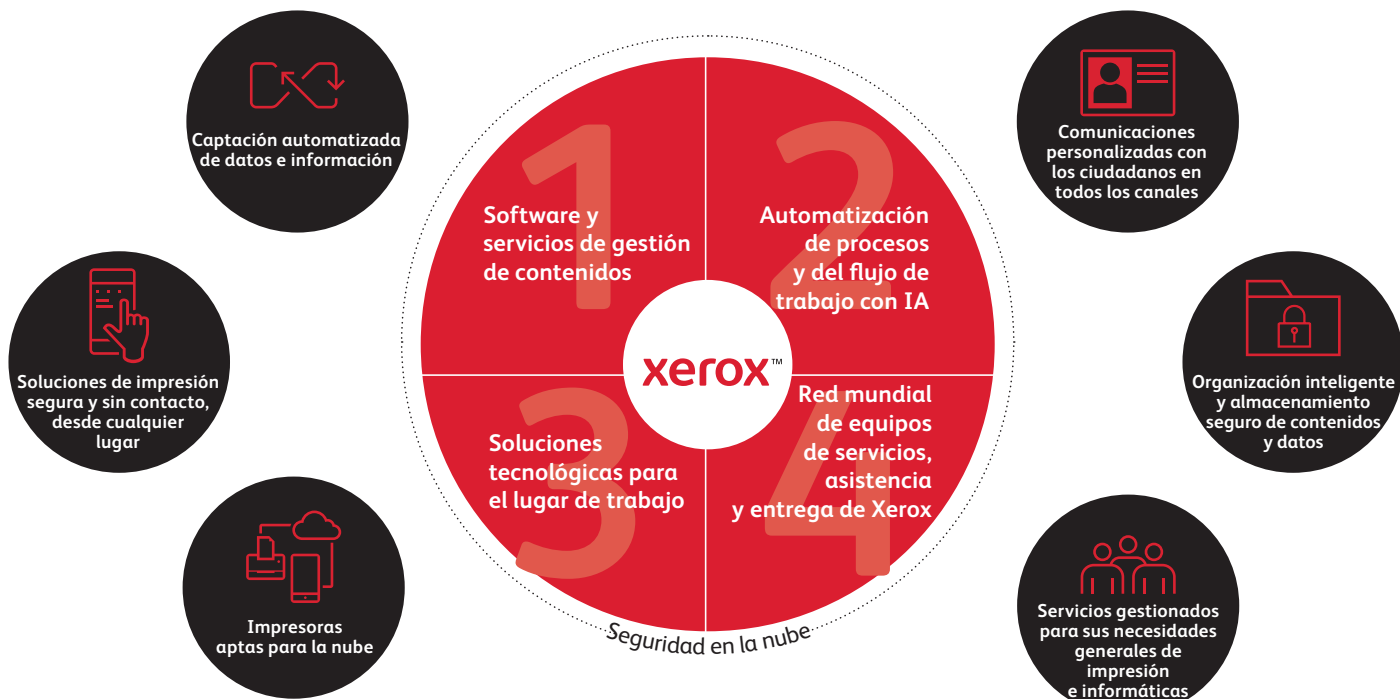 Captación automatizada
de datos e información
Soluciones de impresión
segura y sin contacto,
desde cualquier
lugar
Impresoras
aptas para la nube
1
Software y
servicios de gestión
de contenidos
2
Automatización
de procesos
y del flujo de
trabajo con IA
xerox™
3
Soluciones
tecnológicas para
el lugar de trabajo
4
Red mundial
de equipos
de servicios,
asistencia
y entrega de Xerox
Seguridad en la nube
Comunicaciones
personalizadas con
los ciudadanos en
todos los canales
Organización inteligente
y almacenamiento
seguro de contenidos
y datos
Servicios gestionados
para sus necesidades
generales de
impresión
e informáticas